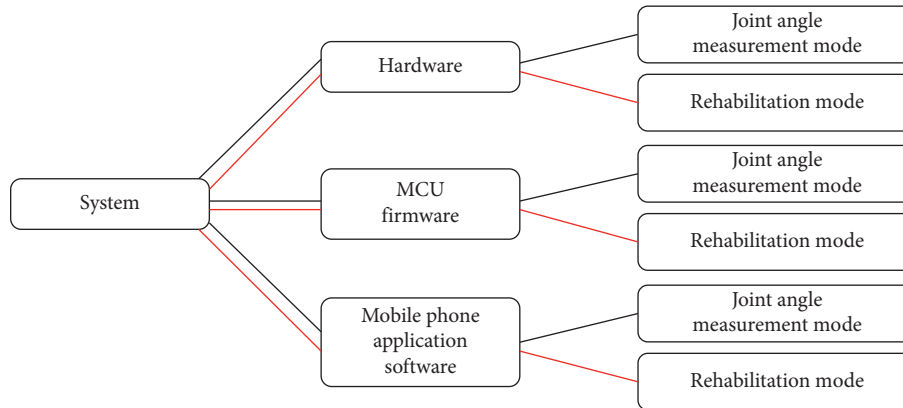 System
Hardware
Joint angle
measurement mode
Rehabilitation mode
MCU
firmware
Joint angle
measurement mode
Rehabilitation mode
Mobile phone
application
software
Joint angle
measurement mode
Rehabilitation mode